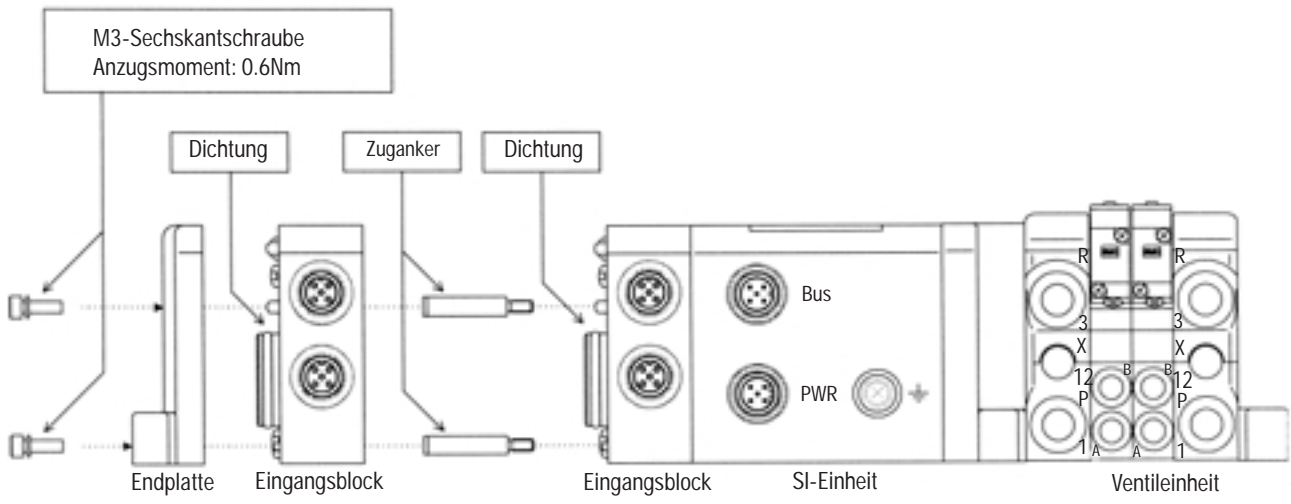 M3-Sechskantschraube
Anzugsmoment: 0.6Nm
Dichtung
Zuganker
Dichtung
Bus
PWR
R
3
X
12
P
1
A
B
A
B
R
3
X
12
P
1
Endplatte
Eingangsblock
Eingangsblock
SI-Einheit
Ventileinheit